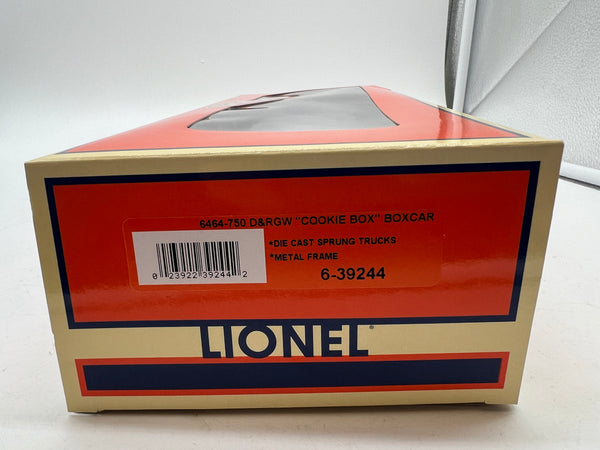 6464-750 D&RGW "COOKIE BOX" BOXCAR
*DIE CAST SPRUNG TRUCKS
*METAL FRAME
0 23922 39244 2
6-39244
LIONEL®